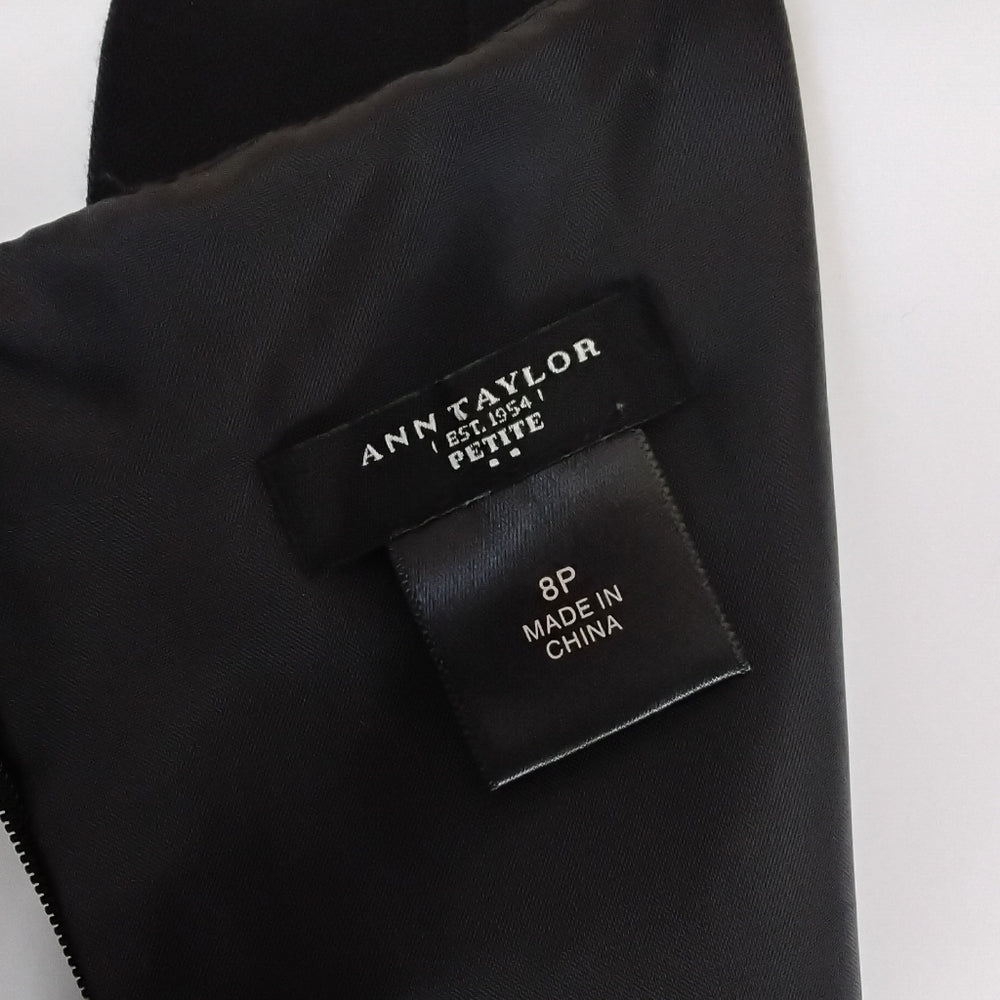 ANN TAYLOR
EST. 1954
PETITE
8P
MADE IN
CHINA